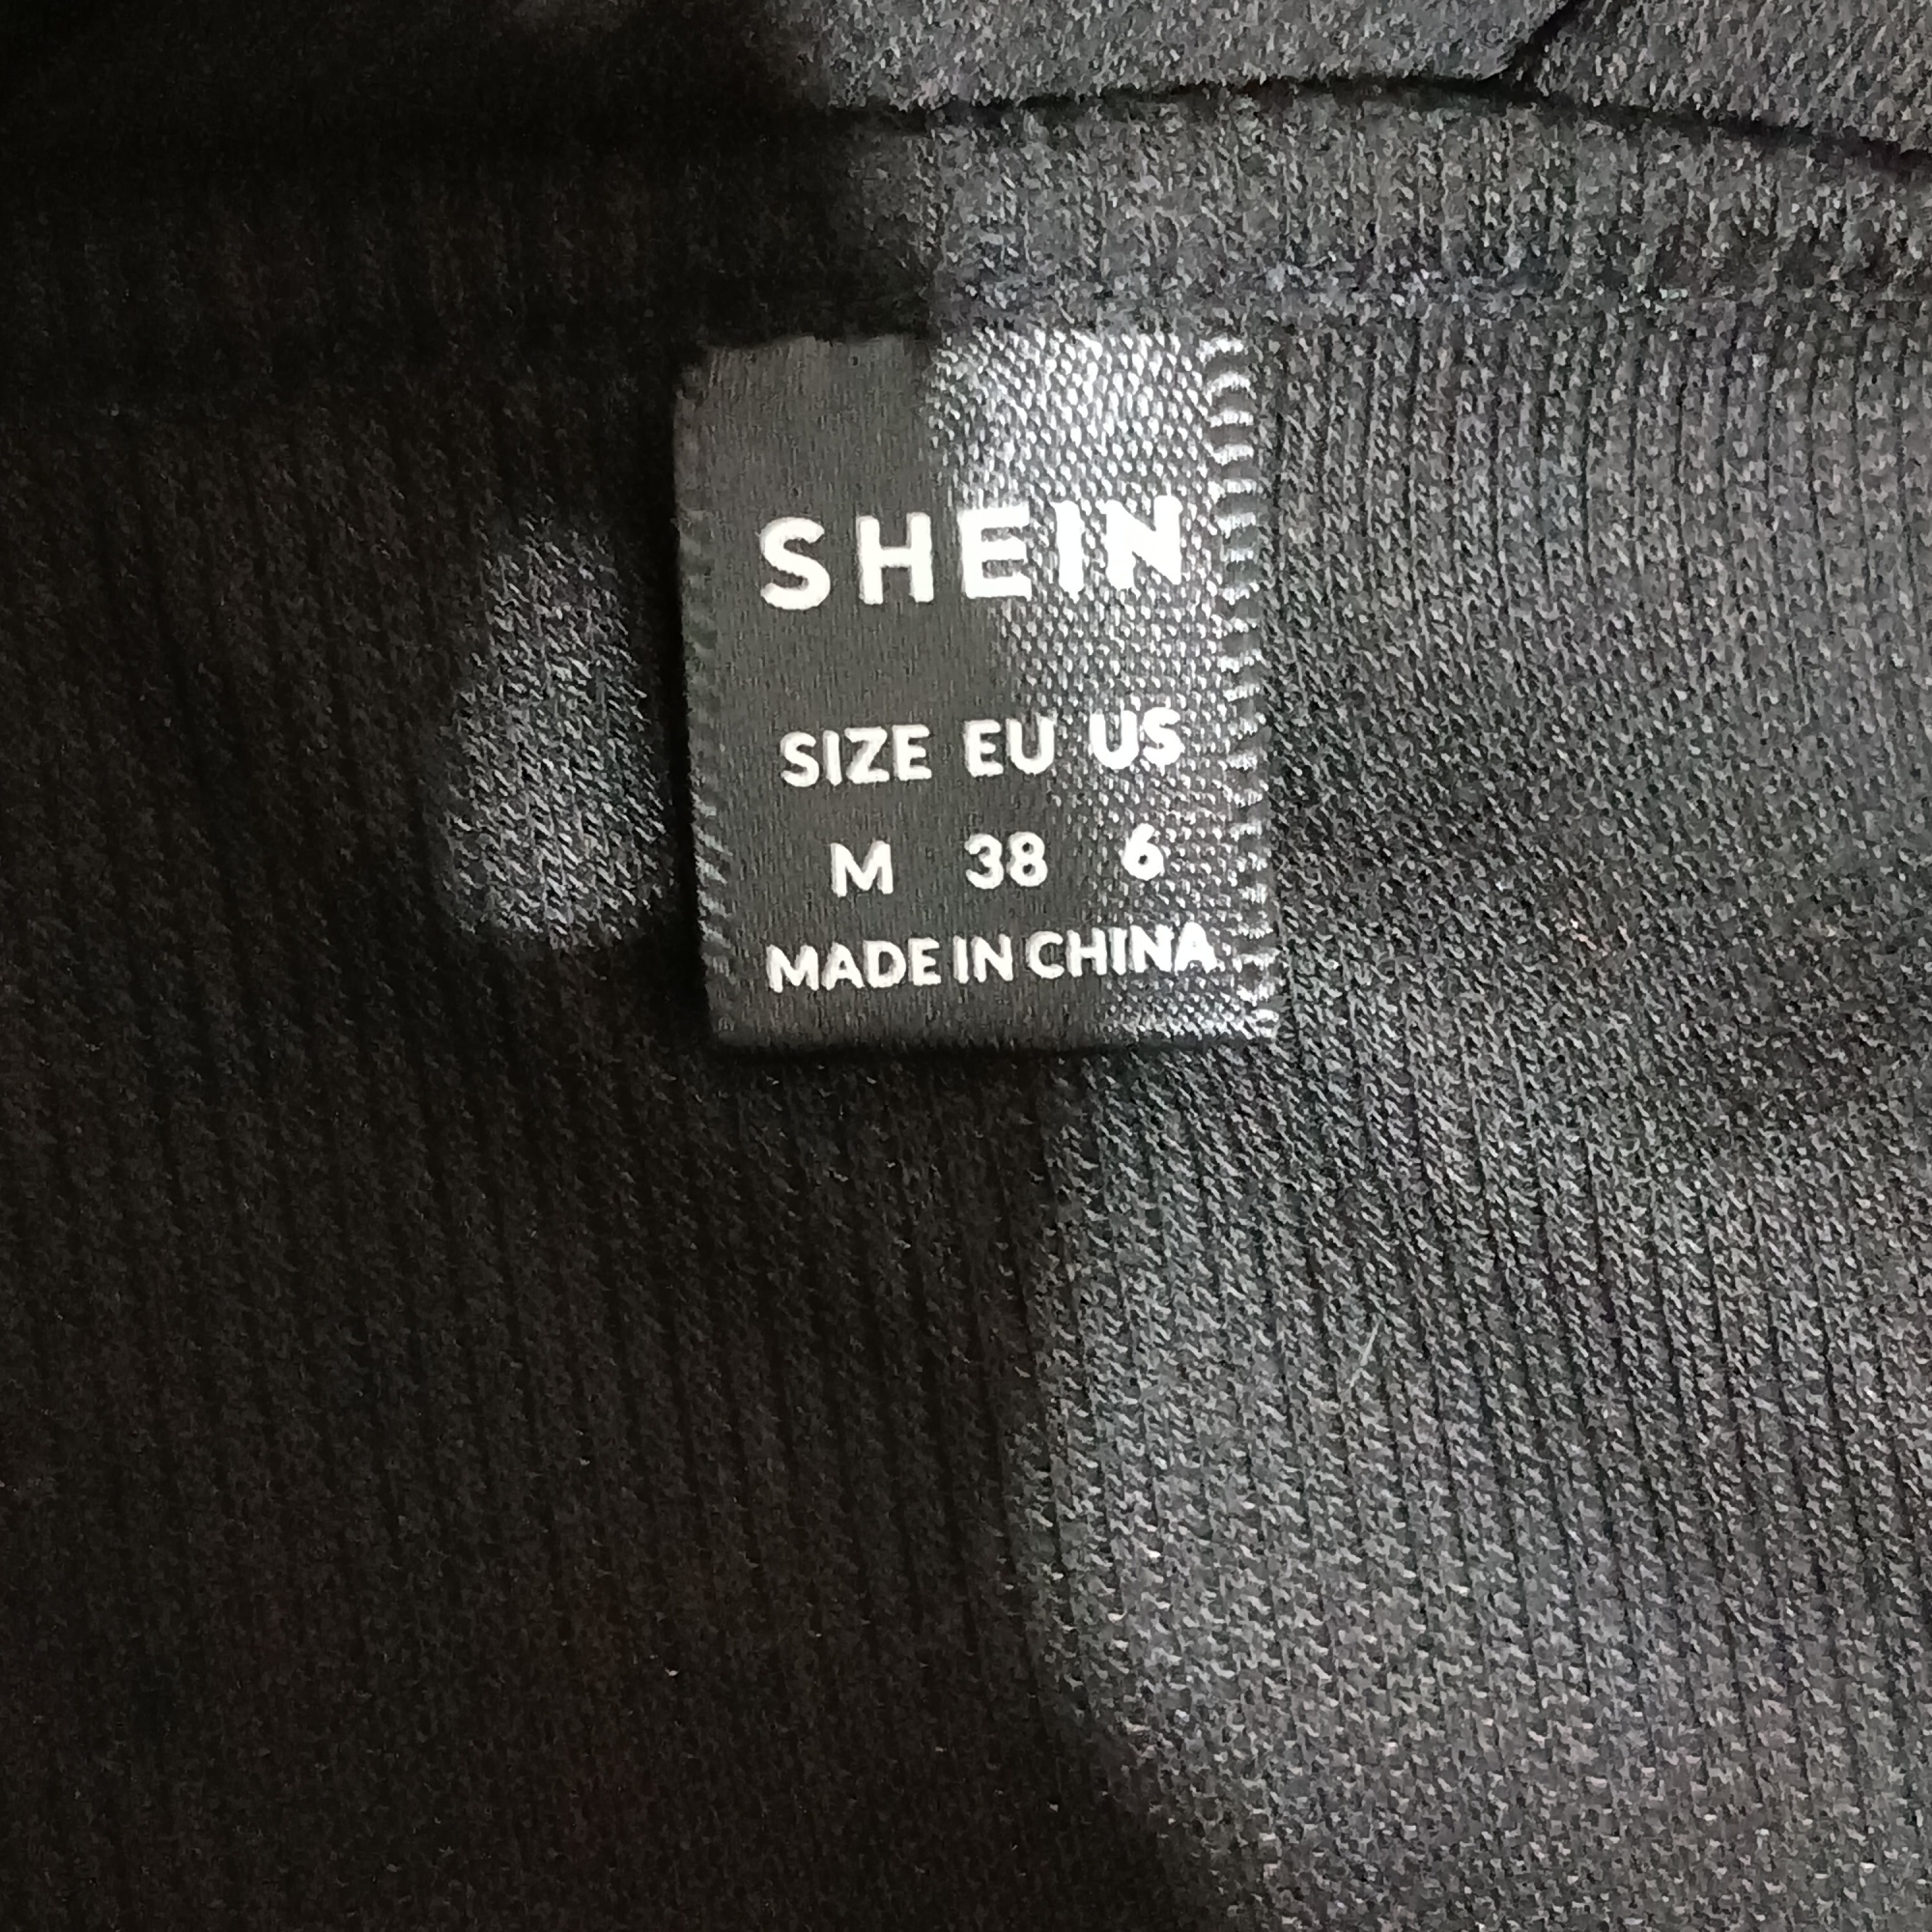 SHEIN
SIZE EU US
M 38 6
MADE IN CHINA